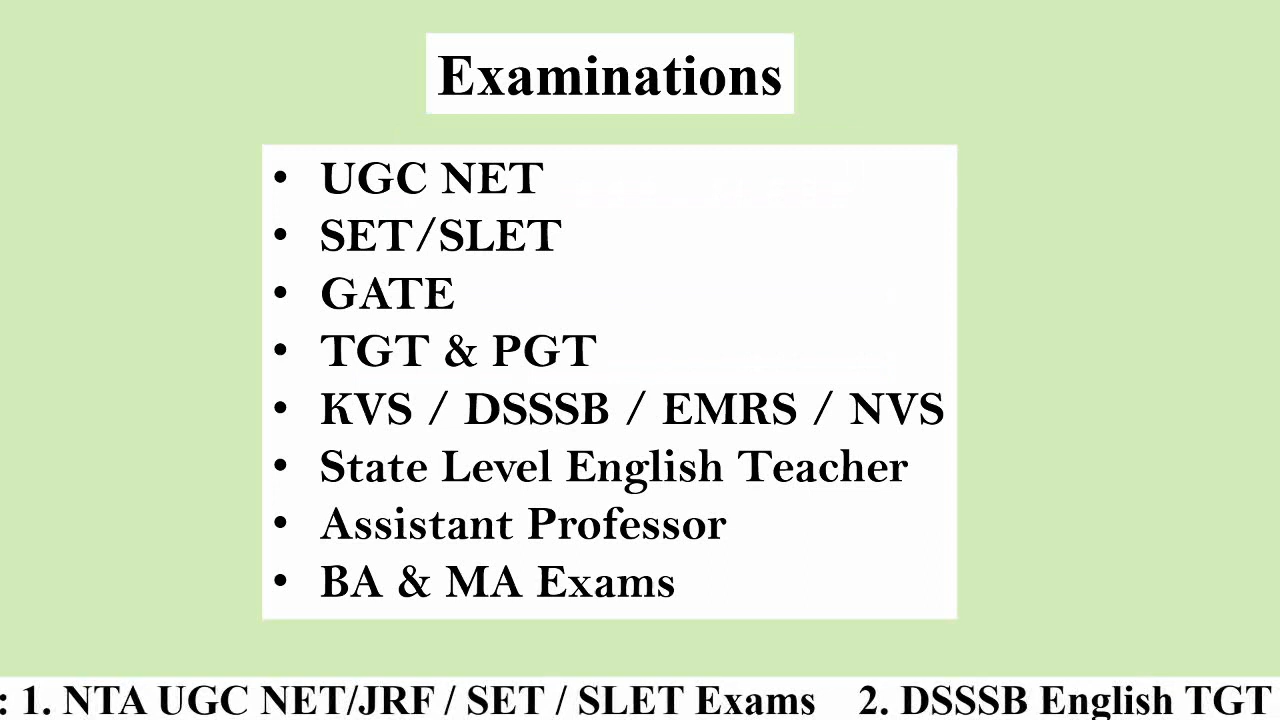 Examinations
• UGC NET
• SET/SLET
• GATE
• TGT & PGT
• KVS / DSSSB / EMRS / NVS
• State Level English Teacher
• Assistant Professor
• BA & MA Exams
: 1. NTA UGC NET/JRF / SET / SLET Exams 2. DSSSB English TGT